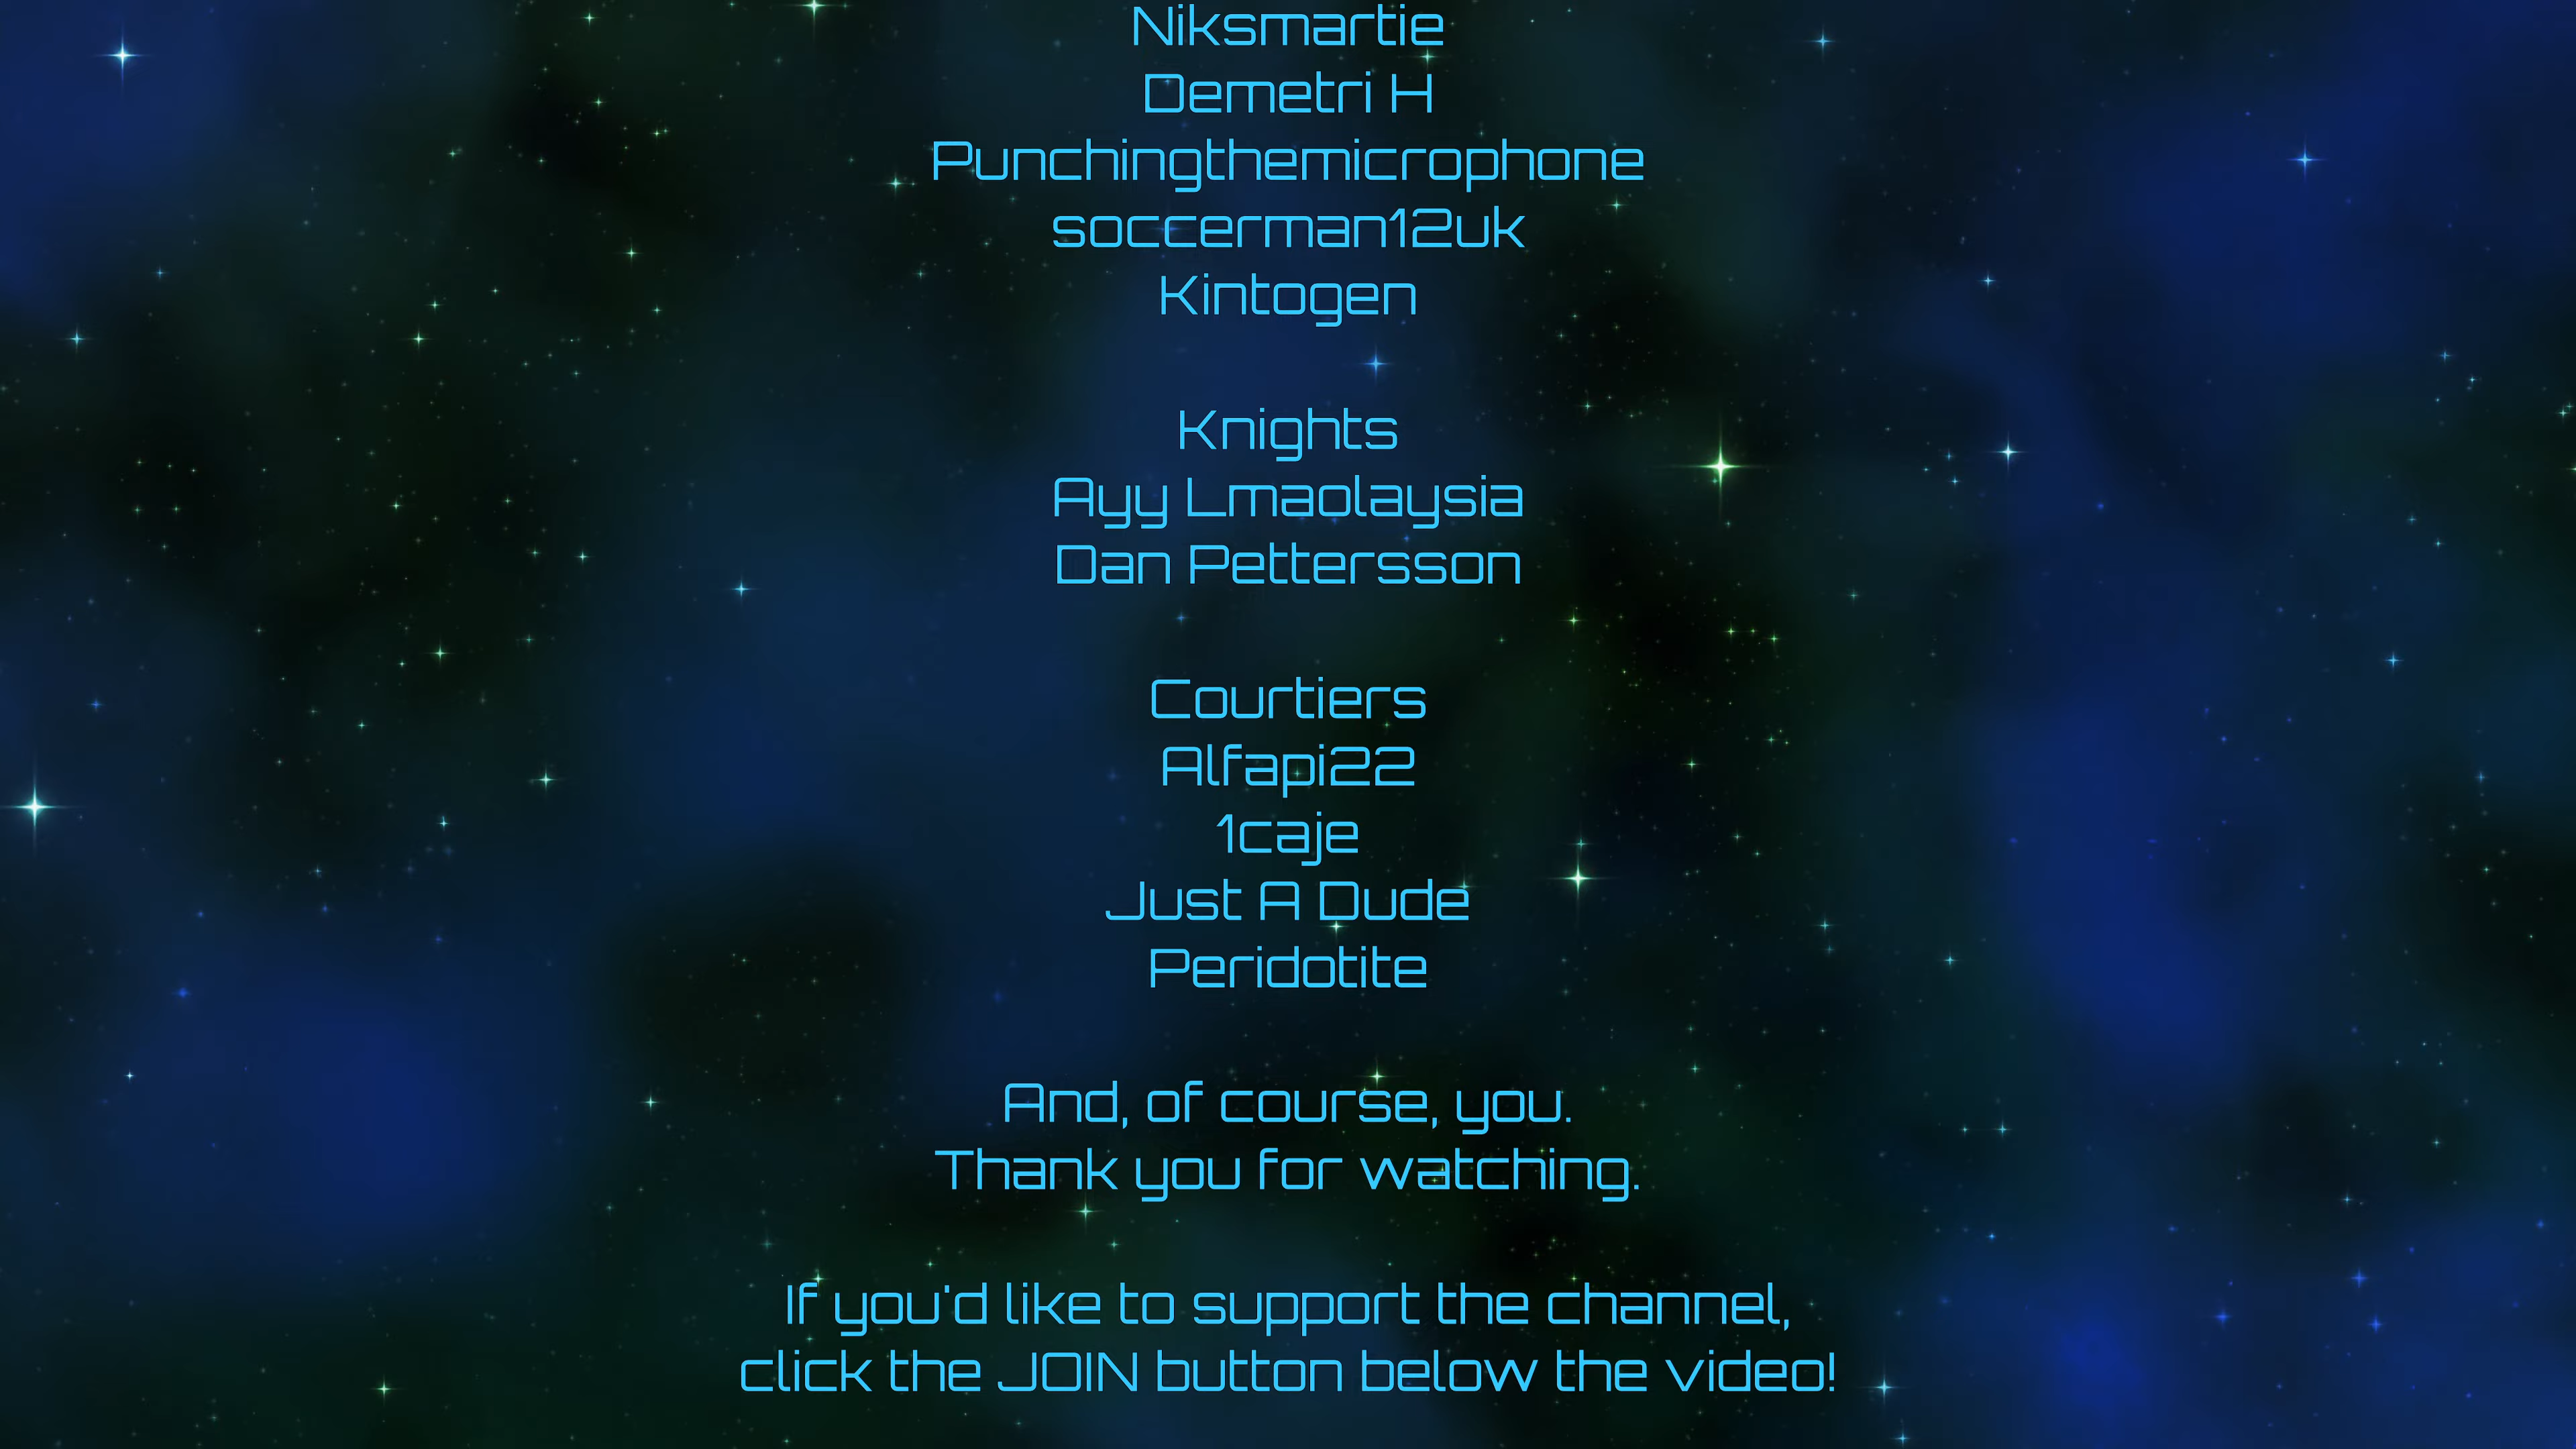 Niksmartie
Demetri H
Punchingthemicrophone
soccerman12uk
Kintogen
Knights
Ayy Lmaolaysia
Dan Pettersson
Courtiers
Alfapi22
1caje
Just A Dude
Peridotite
And, of course, you.
Thank you for watching.
If you'd like to support the channel,
click the JOIN button below the video!